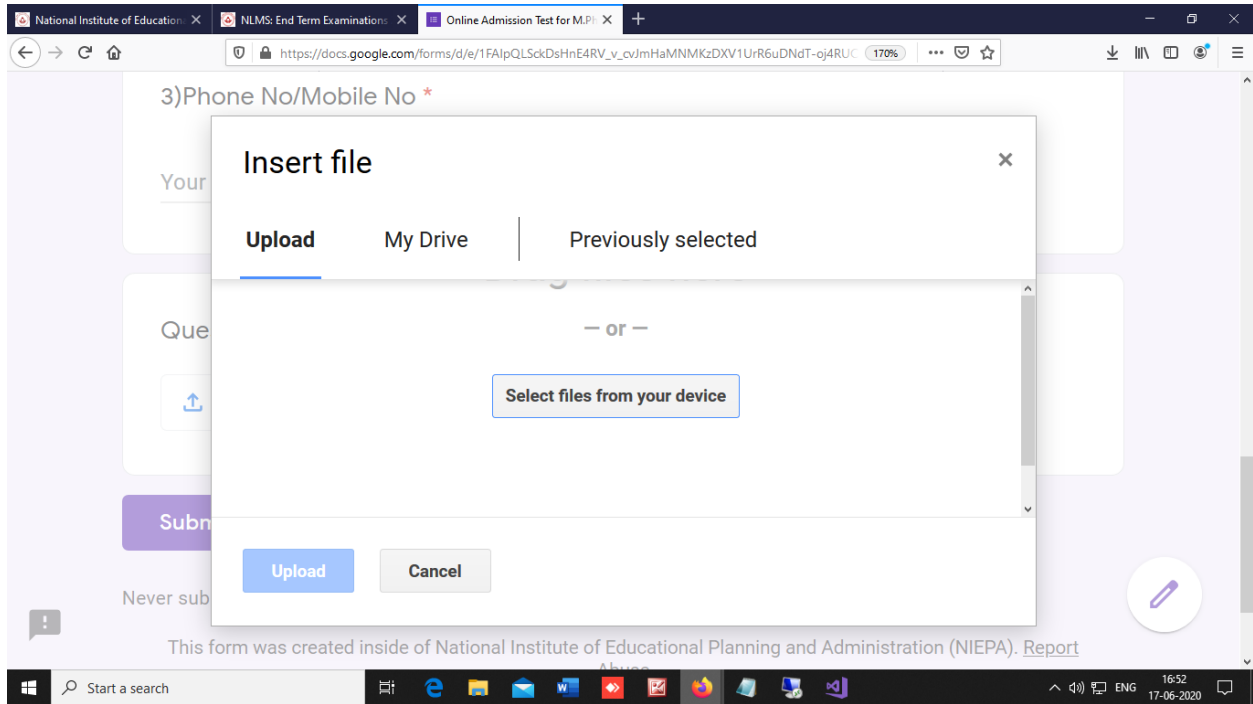 National Institute of Education
NLMS: End Term Examinations
Online Admission Test for M.Ph
https://docs.google.com/forms/d/e/1FAIpQLSckDsHnE4RV_v_cvJmHaMNMKzDXV1UrR6uDNdT-oj4RUC
170%
3)Phone No/Mobile No *
Your
Insert file
Upload
My Drive
Previously selected
— or —
Select files from your device
Que
Subm
Upload
Cancel
Never sub
This form was created inside of National Institute of Educational Planning and Administration (NIEPA). Report
Start a search
ENG
16:52
17-06-2020